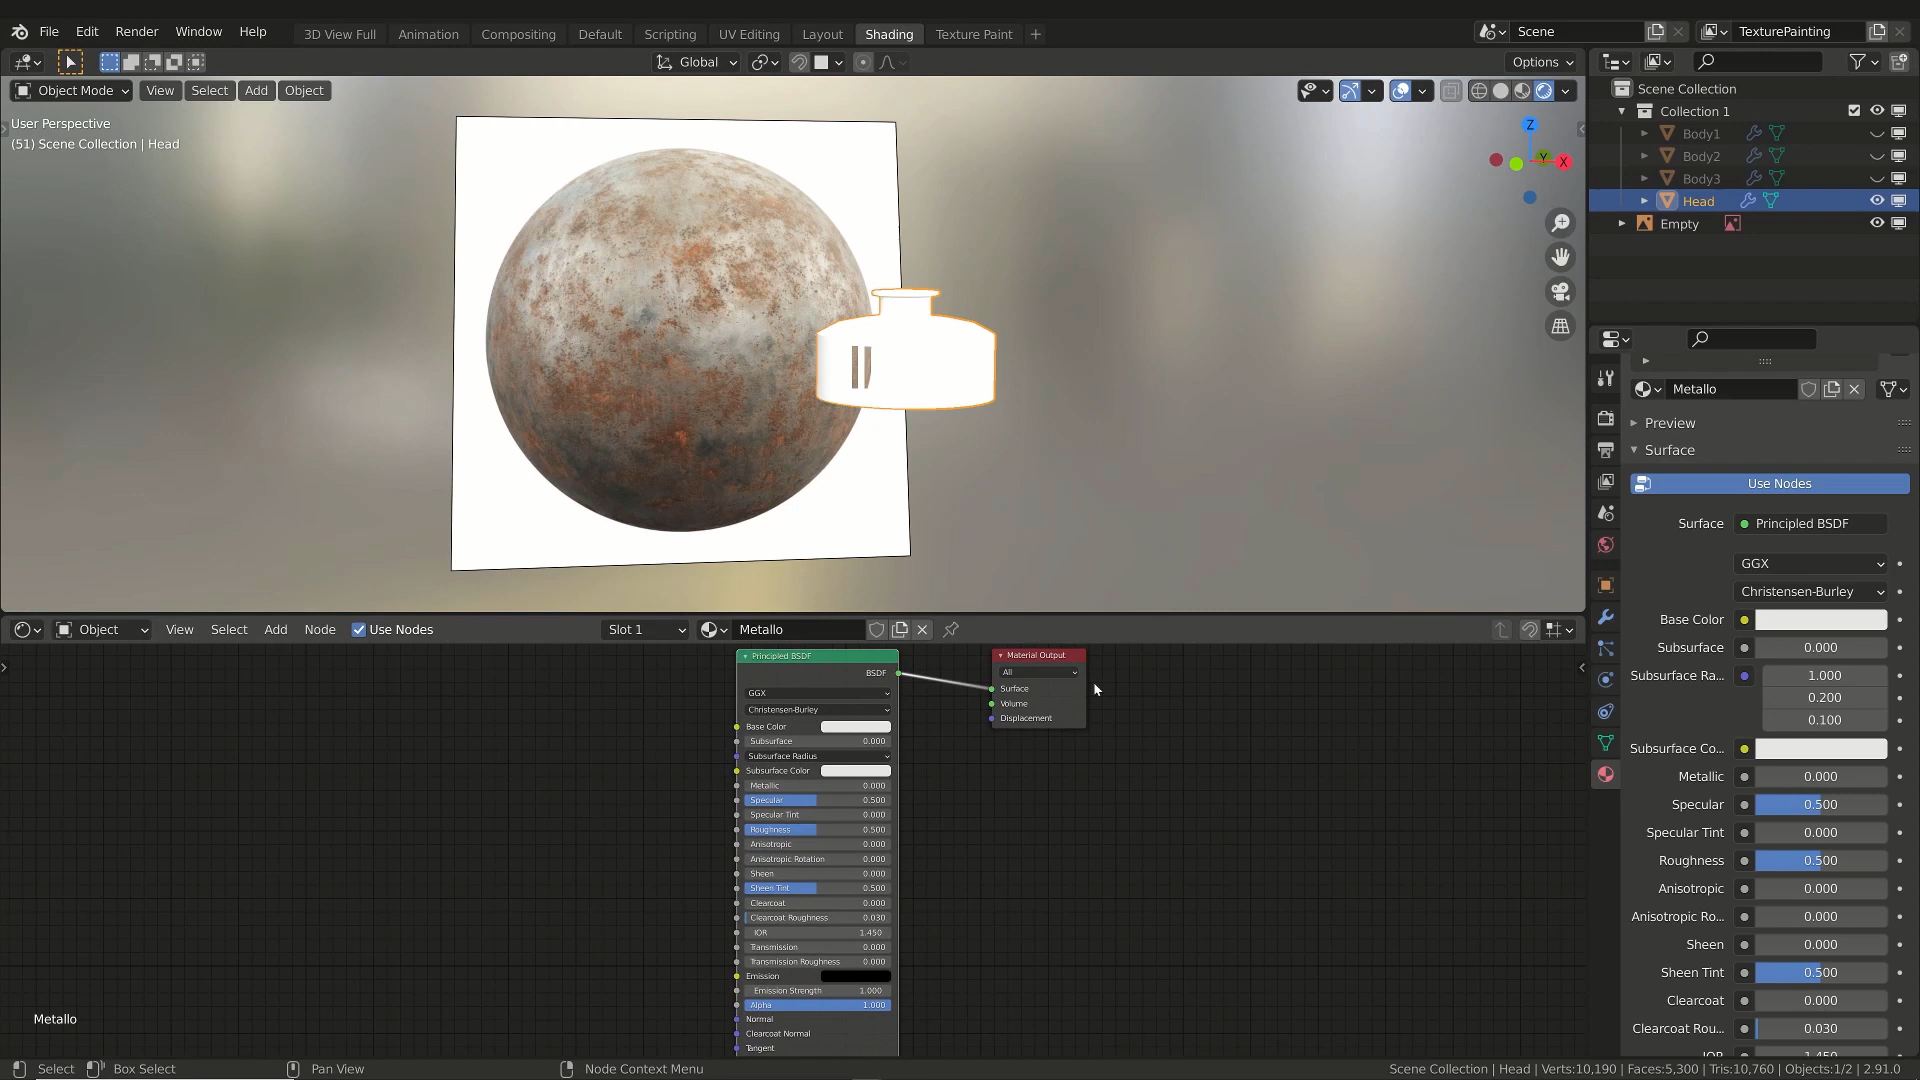 File Edit Render Window Help
3D View Full Animation Compositing Default Scripting UV Editing Layout Shading Texture Paint +
Scene
TexturePainting
Global
Options
Object Mode View Select Add Object
User Perspective
(51) Scene Collection | Head
Z
Y
X
Scene Collection
Collection 1
Body1
Body2
Body3
Head
Empty
Metallo
Preview
Surface
Use Nodes
Surface Principled BSDF
GGX
Christensen-Burley
Base Color
Subsurface 0.000
Subsurface Ra... 1.000
0.200
0.100
Subsurface Co...
Metallic 0.000
Specular 0.500
Specular Tint 0.000
Roughness 0.500
Anisotropic 0.000
Anisotropic Ro... 0.000
Sheen 0.000
Sheen Tint 0.500
Clearcoat 0.000
Clearcoat Rou... 0.030
IOR 1.450
Object View Select Add Node Use Nodes Slot 1 Metallo
Principled BSDF
BSDF
GGX
Christensen-Burley
Base Color
Subsurface 0.000
Subsurface Radius
Subsurface Color
Metallic 0.000
Specular 0.500
Specular Tint 0.000
Roughness 0.500
Anisotropic 0.000
Anisotropic Rotation 0.000
Sheen 0.000
Sheen Tint 0.500
Clearcoat 0.000
Clearcoat Roughness 0.030
IOR 1.450
Transmission 0.000
Transmission Roughness 0.000
Emission
Emission Strength 1.000
Alpha 1.000
Normal
Clearcoat Normal
Tangent
Material Output
All
Surface
Volume
Displacement
Metallo
Select Box Select Pan View Node Context Menu
Scene Collection | Head | Verts:10,190 | Faces:5,300 | Tris:10,760 | Objects:1/2 | 2.91.0